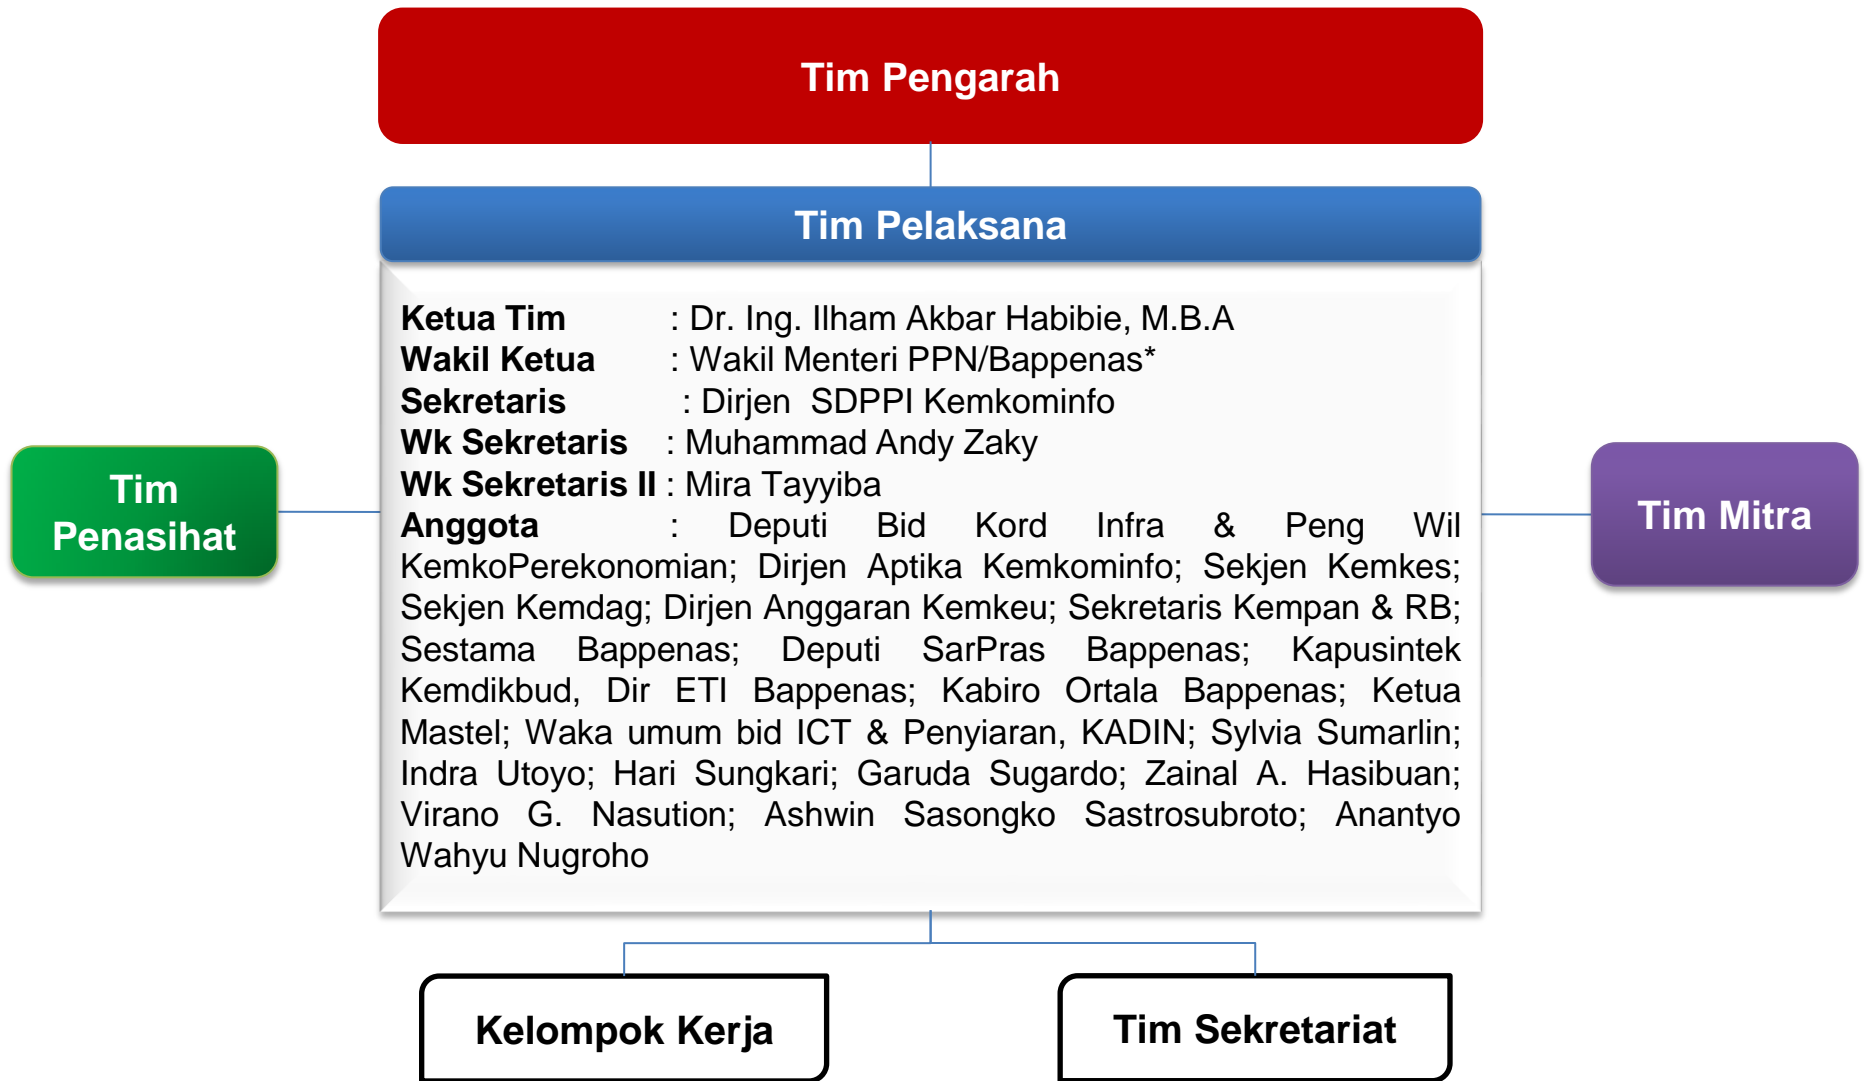 Tim Pengarah
Tim Pelaksana
Ketua Tim : Dr. Ing. Ilham Akbar Habibie, M.B.A
Wakil Ketua : Wakil Menteri PPN/Bappenas*
Sekretaris : Dirjen SDPPI Kemkominfo
Wk Sekretaris : Muhammad Andy Zaky
Wk Sekretaris II : Mira Tayyiba
Anggota : Deputi Bid Kord Infra & Peng Wil
KemkoPerekonomian; Dirjen Aptika Kemkominfo; Sekjen Kemkes;
Sekjen Kemdag; Dirjen Anggaran Kemkeu; Sekretaris Kempan & RB;
Sestama Bappenas; Deputi SarPras Bappenas; Kapusintek
Kemdikbud, Dir ETI Bappenas; Kabiro Ortala Bappenas; Ketua
Mastel; Waka umum bid ICT & Penyiaran, KADIN; Sylvia Sumarlin;
Indra Utoyo; Hari Sungkari; Garuda Sugardo; Zainal A. Hasibuan;
Virano G. Nasution; Ashwin Sasongko Sastrosubroto; Anantyo
Wahyu Nugroho
Tim
Penasihat
Tim Mitra
Kelompok Kerja
Tim Sekretariat